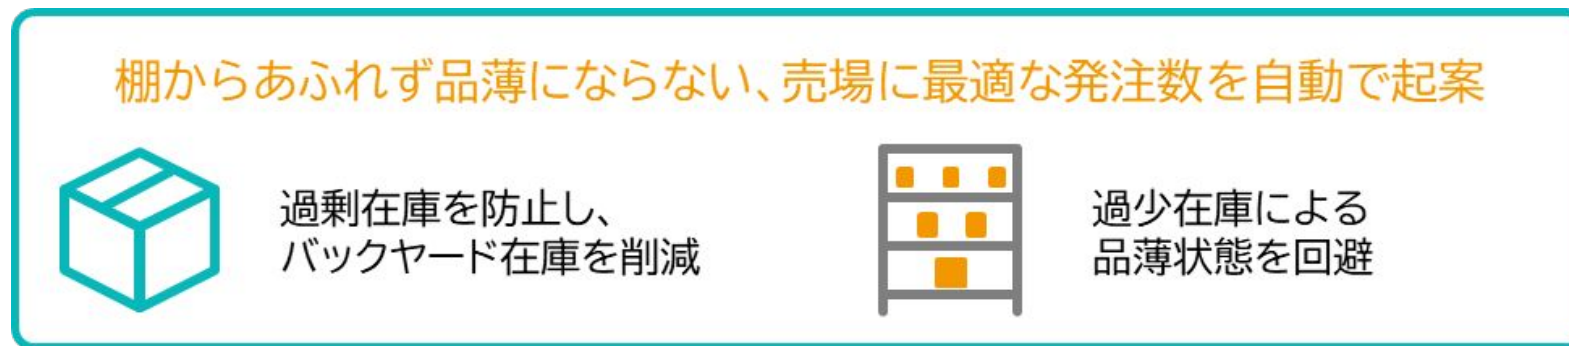 棚からあふれず品薄にならない、売場に最適な発注数を自動で起案
過剰在庫を防止し、
バックヤード在庫を削減
過少在庫による
品薄状態を回避